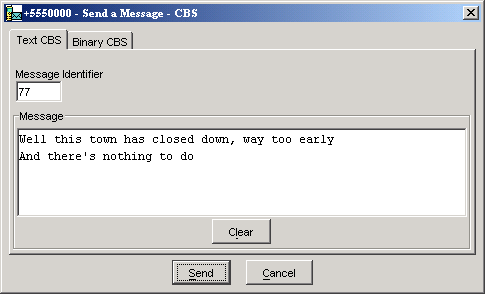 +5550000 - Send a Message - CBS
Text CBS
Binary CBS
Message Identifier
77
Message
Well this town has closed down, way too early
And there's nothing to do
Clear
Send
Cancel